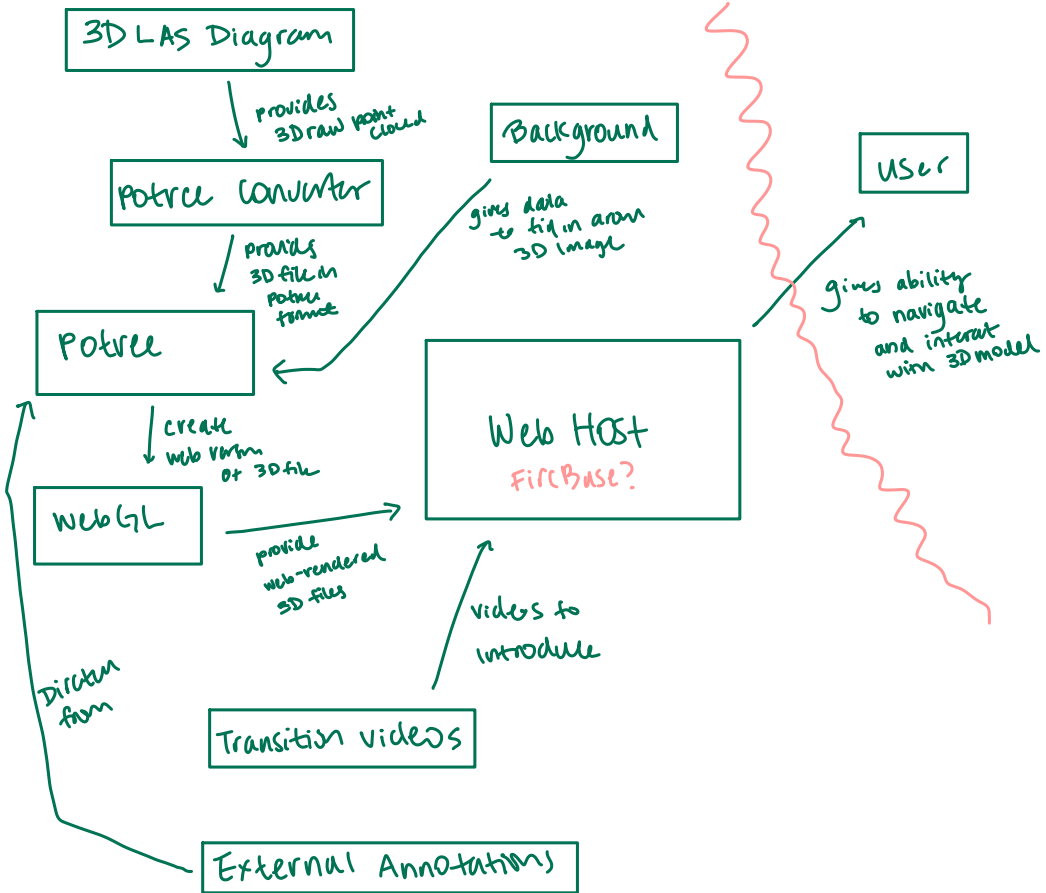 3D LAS Diagram
provides
3D raw point
cloud
Background
user
Potree Converter
gives data
to fill in
3D image
provides
3D file in
potree
format
gives ability
to navigate
and interact
with 3D model
Potree
Web Host
FireBase?
create
web
of 3D file
WebGL
provide
web-rendered
3D files
videos to
introduce
from
Transition videos
External Annotations